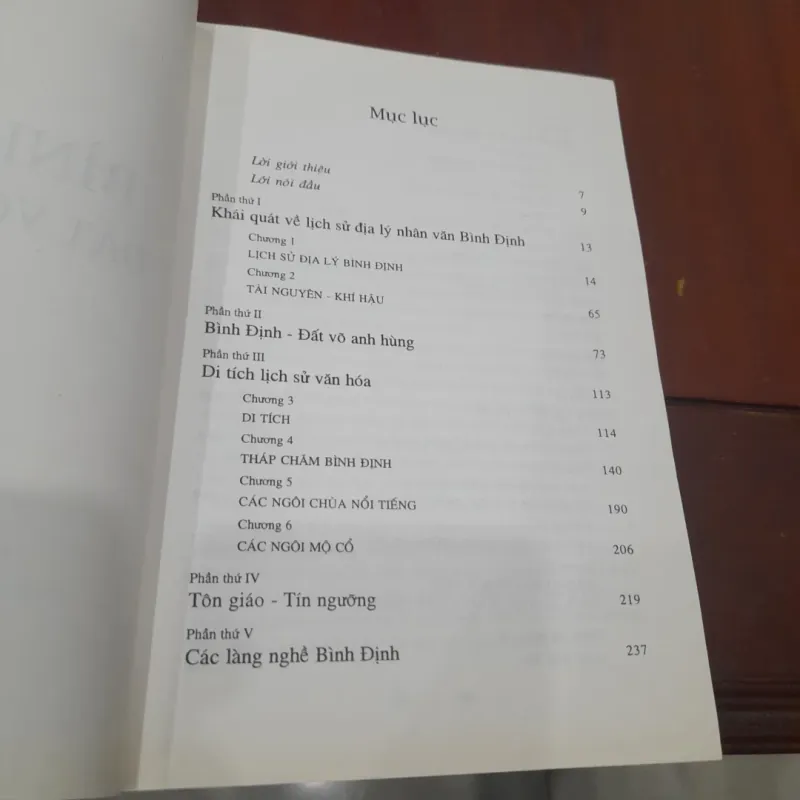 Mục lục
Lời giới thiệu 7
Lời nói đầu 9
Phần thứ I
Khái quát về lịch sử địa lý nhân văn Bình Định 13
Chương 1
LỊCH SỬ ĐỊA LÝ BÌNH ĐỊNH 14
Chương 2
TÀI NGUYÊN - KHÍ HẬU 65
Phần thứ II
Bình Định - Đất võ anh hùng 73
Phần thứ III
Di tích lịch sử văn hóa 113
Chương 3
DI TÍCH 114
Chương 4
THÁP CHĂM BÌNH ĐỊNH 140
Chương 5
CÁC NGÔI CHÙA NỔI TIẾNG 190
Chương 6
CÁC NGÔI MỘ CỔ 206
Phần thứ IV
Tôn giáo - Tín ngưỡng 219
Phần thứ V
Các làng nghề Bình Định 237